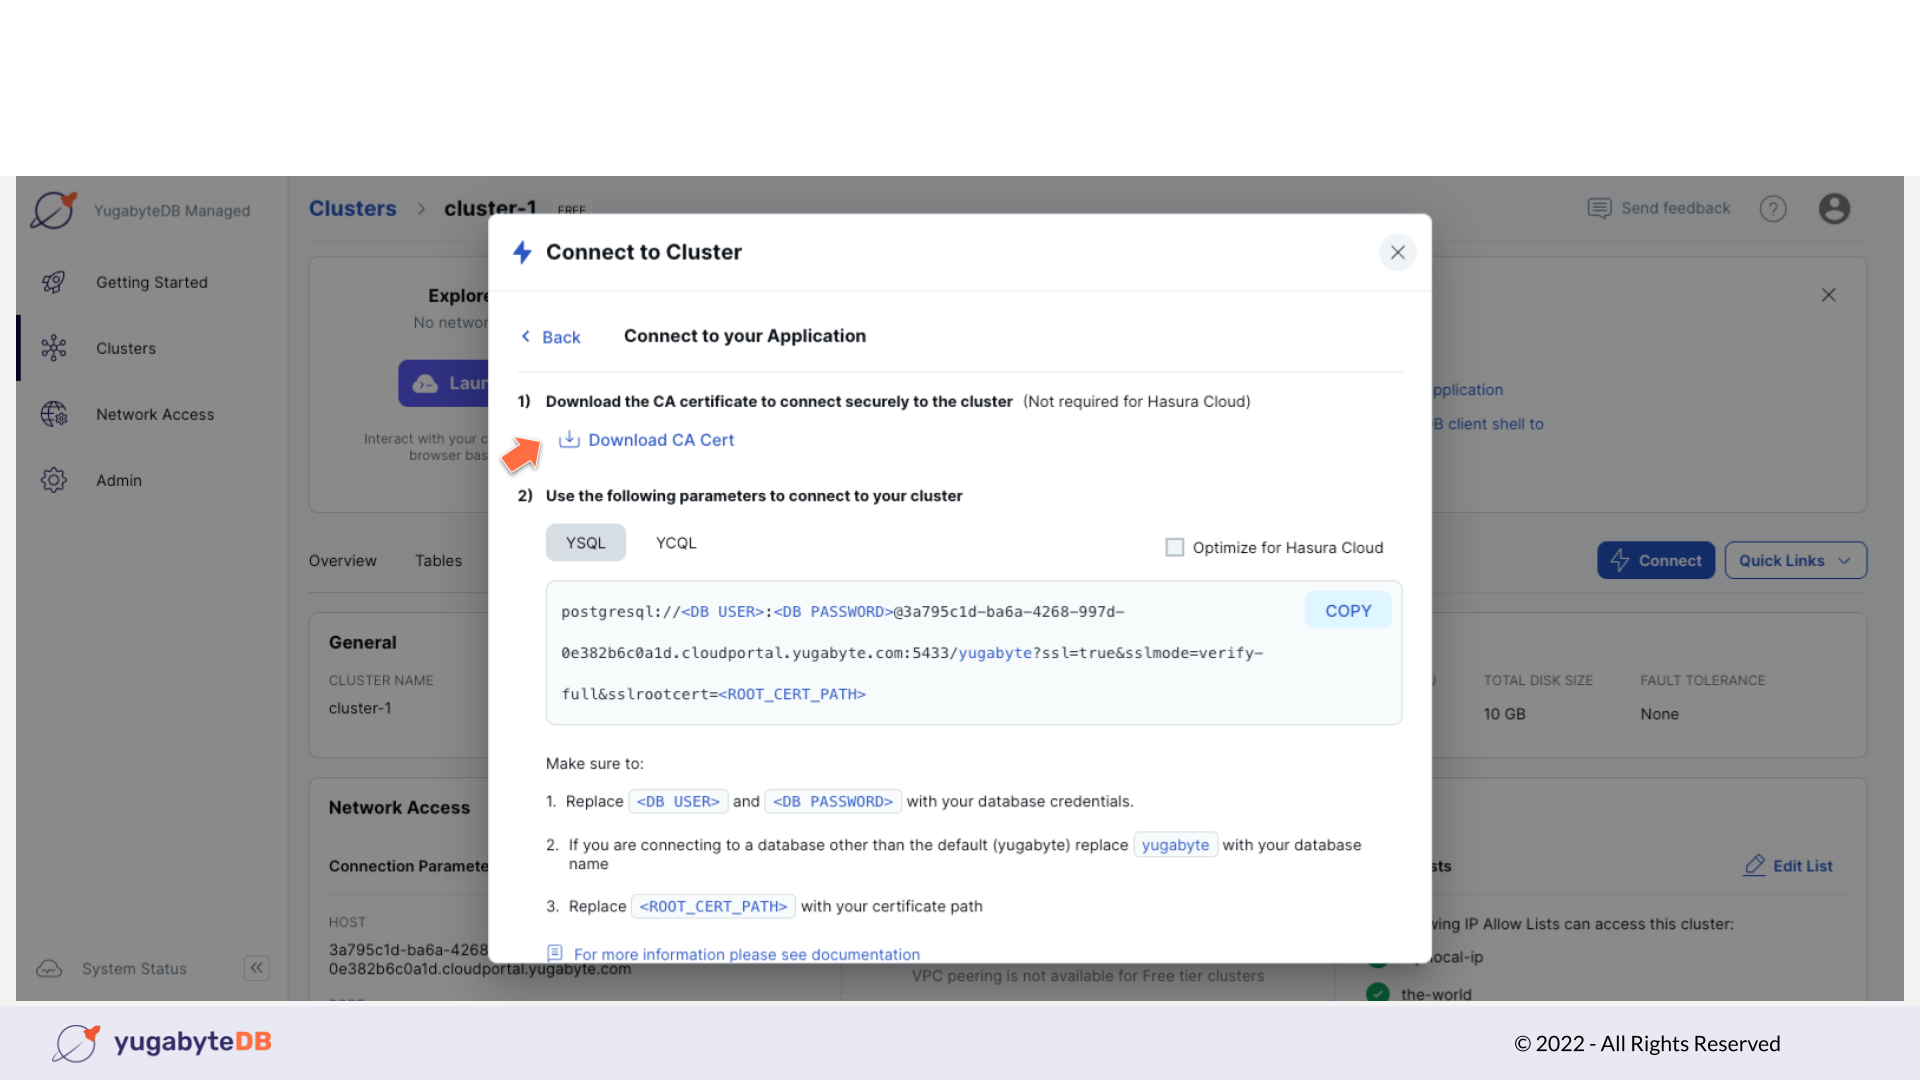 YugabyteDB Managed
Clusters > cluster-1 FREE
Send feedback
?
Getting Started
Clusters
Network Access
Admin
System Status
Explore
No networ
Laun
Interact with your c
browser bas
Connect to Cluster
Back
Connect to your Application
1) Download the CA certificate to connect securely to the cluster (Not required for Hasura Cloud)
Download CA Cert
2) Use the following parameters to connect to your cluster
YSQL YCQL
Optimize for Hasura Cloud
postgresql://<DB USER>:<DB PASSWORD>@3a795c1d-ba6a-4268-997d-
COPY
0e382b6c0a1d.cloudportal.yugabyte.com:5433/yugabyte?ssl=true&sslmode=verify-
full&sslrootcert=<ROOT_CERT_PATH>
Make sure to:
1. Replace <DB USER> and <DB PASSWORD> with your database credentials.
2. If you are connecting to a database other than the default (yugabyte) replace yugabyte with your database
name
3. Replace <ROOT_CERT_PATH> with your certificate path
For more information please see documentation
pplication
B client shell to
Overview Tables
Connect
Quick Links
General
CLUSTER NAME
cluster-1
TOTAL DISK SIZE
10 GB
FAULT TOLERANCE
None
Network Access
Connection Paramete
HOST
3a795c1d-ba6a-4268
0e382b6c0a1d.cloudportal.yugabyte.com
VPC peering is not available for Free tier clusters
sts
Edit List
ving IP Allow Lists can access this cluster:
local-ip
the-world
yugabyteDB
© 2022 - All Rights Reserved